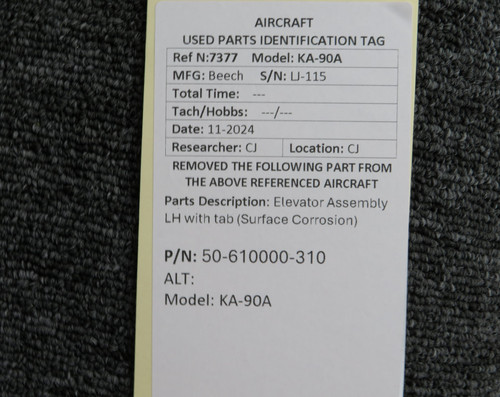 AIRCRAFT
USED PARTS IDENTIFICATION TAG
Ref N:7377 Model: KA-90A
MFG: Beech S/N: LJ-115
Total Time: ---
Tach/Hobbs: ---/---
Date: 11-2024
Researcher: CJ Location: CJ
REMOVED THE FOLLOWING PART FROM
THE ABOVE REFERENCED AIRCRAFT
Parts Description: Elevator Assembly
LH with tab (Surface Corrosion)
P/N: 50-610000-310
ALT:
Model: KA-90A